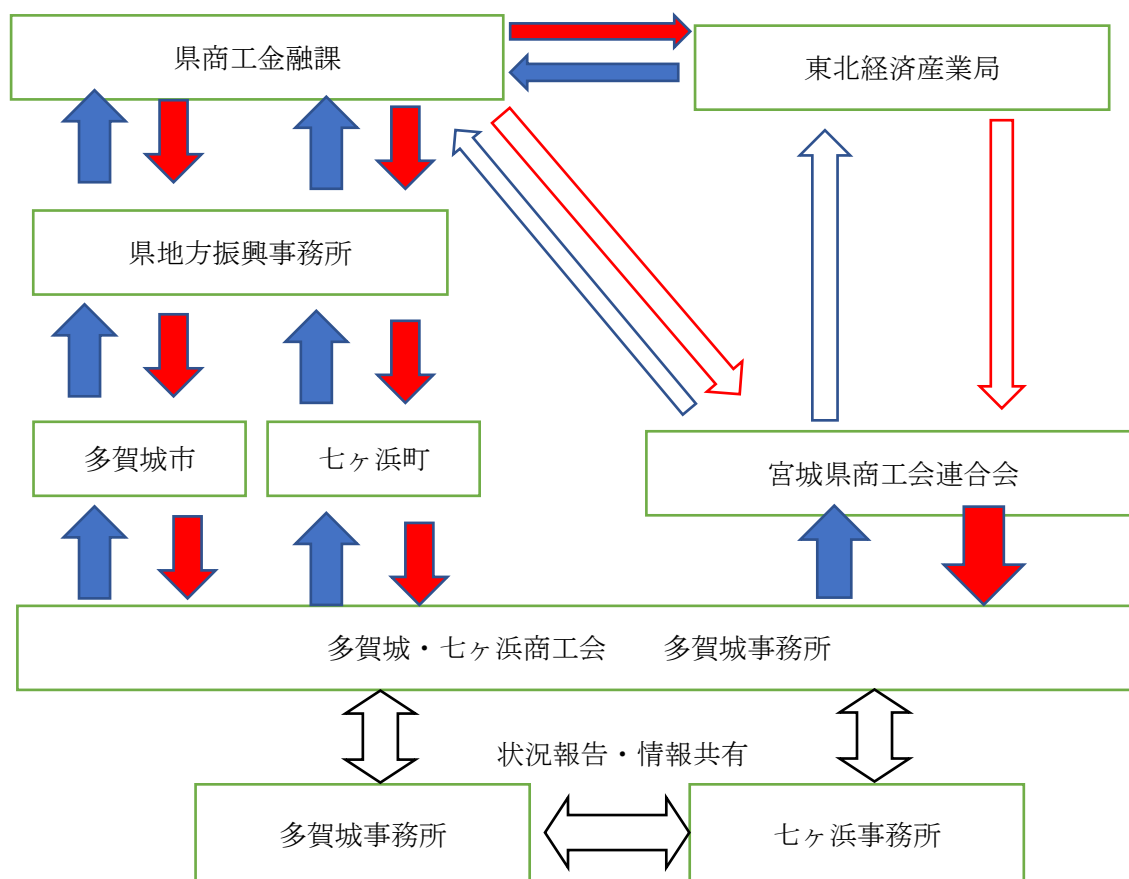 県商工金融課
東北経済産業局
県地方振興事務所
多賀城市
七ヶ浜町
宮城県商工会連合会
多賀城・七ヶ浜商工会　　多賀城事務所
状況報告・情報共有
多賀城事務所
七ヶ浜事務所